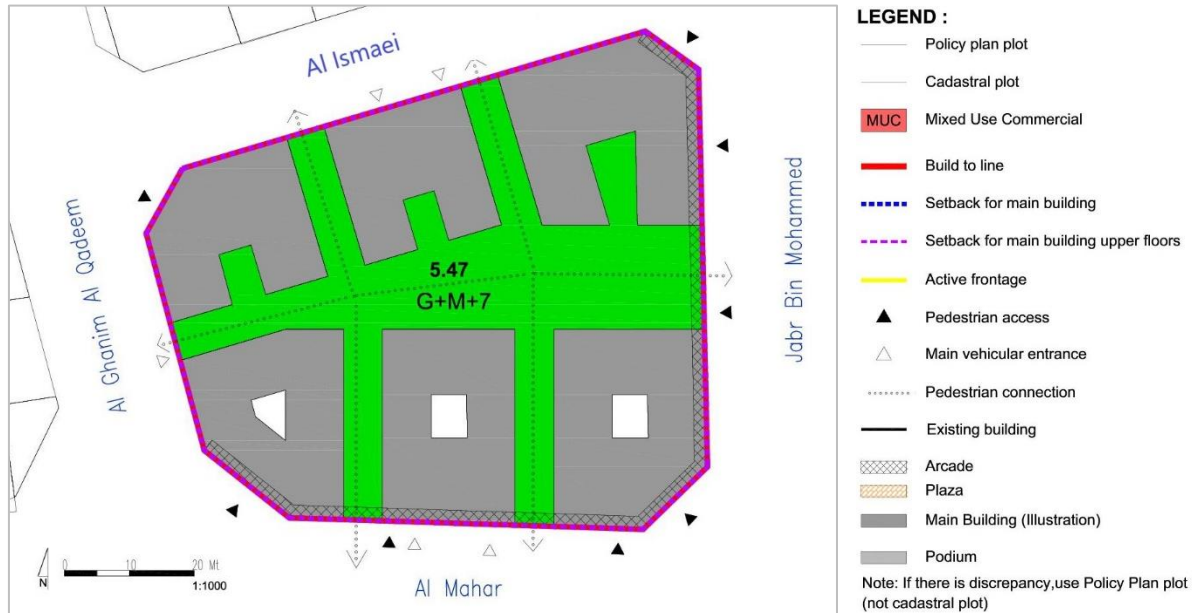 Al Ismaei
Al Ghanim Al Qadeem
5.47
G+M+7
Jabr Bin Mohammed
Al Mahar
N
0 10 20 Mt
1:1000
LEGEND :
Policy plan plot
Cadastral plot
MUC Mixed Use Commercial
Build to line
Setback for main building
Setback for main building upper floors
Active frontage
Pedestrian access
Main vehicular entrance
Pedestrian connection
Existing building
Arcade
Plaza
Main Building (Illustration)
Podium
Note: If there is discrepancy,use Policy Plan plot
(not cadastral plot)